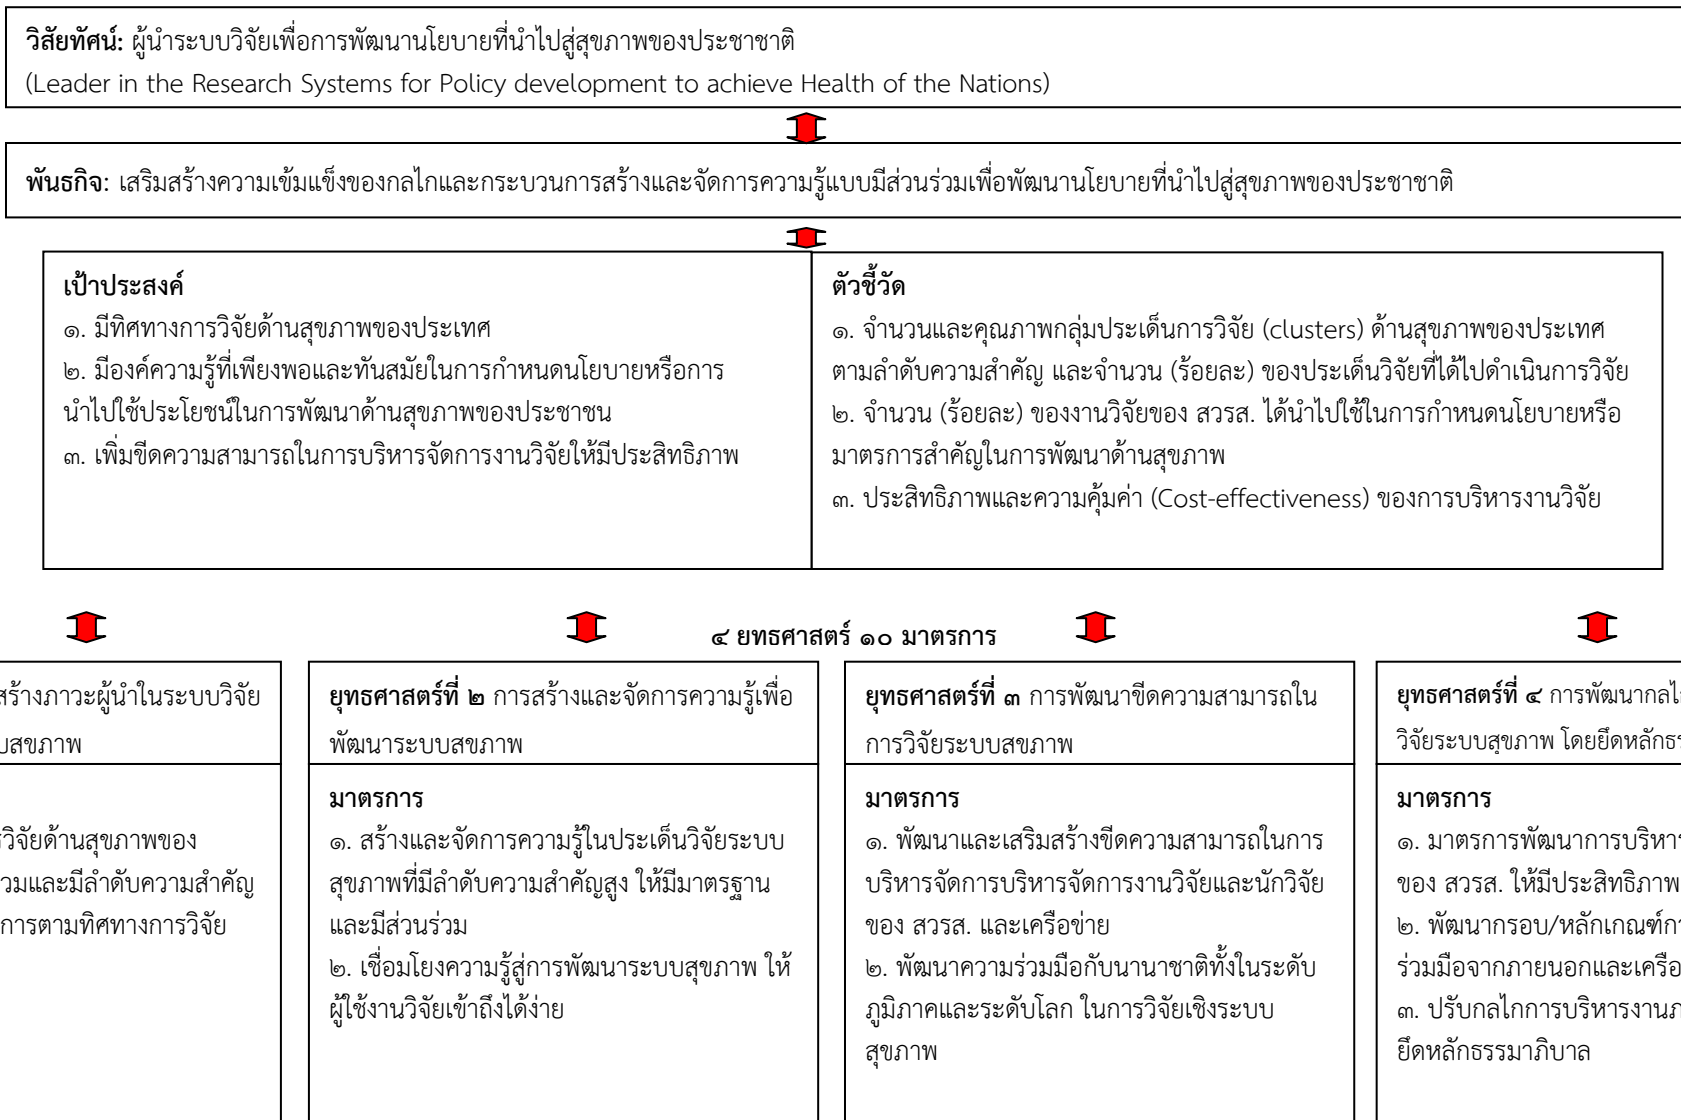 วิสัยทัศน์: ผู้นำระบบวิจัยเพื่อการพัฒนานโยบายที่นำไปสู่สุขภาพของประชาชาติ
(Leader in the Research Systems for Policy development to achieve Health of the Nations)
พันธกิจ: เสริมสร้างความเข้มแข็งของกลไกและกระบวนการสร้างและจัดการความรู้แบบมีส่วนร่วมเพื่อพัฒนานโยบายที่นำไปสู่สุขภาพของประชาชาติ
เป้าประสงค์
๑. มีทิศทางการวิจัยด้านสุขภาพของประเทศ
๒. มีองค์ความรู้ที่เพียงพอและทันสมัยในการกำหนดนโยบายหรือการ
นำไปใช้ประโยชน์ในการพัฒนาด้านสุขภาพของประชาชน
๓. เพิ่มขีดความสามารถในการบริหารจัดการงานวิจัยให้มีประสิทธิภาพ
ตัวชี้วัด
๑. จำนวนและคุณภาพกลุ่มประเด็นการวิจัย (clusters) ด้านสุขภาพของประเทศ
ตามลำดับความสำคัญ และจำนวน (ร้อยละ) ของประเด็นวิจัยที่ได้ไปดำเนินการวิจัย
๒. จำนวน (ร้อยละ) ของงานวิจัยของ สวรส. ได้นำไปใช้ในการกำหนดนโยบายหรือ
มาตรการสำคัญในการพัฒนาด้านสุขภาพ
๓. ประสิทธิภาพและความคุ้มค่า (Cost-effectiveness) ของการบริหารงานวิจัย
๔ ยุทธศาสตร์ ๑๐ มาตรการ
สร้างภาวะผู้นำในระบบวิจัย
บสุขภาพ
วิจัยด้านสุขภาพของ
วมและมีลำดับความสำคัญ
การตามทิศทางการวิจัย
ยุทธศาสตร์ที่ ๒ การสร้างและจัดการความรู้เพื่อ
พัฒนาระบบสุขภาพ
มาตรการ
๑. สร้างและจัดการความรู้ในประเด็นวิจัยระบบ
สุขภาพที่มีลำดับความสำคัญสูง ให้มีมาตรฐาน
และมีส่วนร่วม
๒. เชื่อมโยงความรู้สู่การพัฒนาระบบสุขภาพ ให้
ผู้ใช้งานวิจัยเข้าถึงได้ง่าย
ยุทธศาสตร์ที่ ๓ การพัฒนาขีดความสามารถใน
การวิจัยระบบสุขภาพ
มาตรการ
๑. พัฒนาและเสริมสร้างขีดความสามารถในการ
บริหารจัดการบริหารจัดการงานวิจัยและนักวิจัย
ของ สวรส. และเครือข่าย
๒. พัฒนาความร่วมมือกับนานาชาติทั้งในระดับ
ภูมิภาคและระดับโลก ในการวิจัยเชิงระบบ
สุขภาพ
ยุทธศาสตร์ที่ ๔ การพัฒนากลไ
วิจัยระบบสุขภาพ โดยยึดหลักธร
มาตรการ
๑. มาตรการพัฒนาการบริหาร
ของ สวรส. ให้มีประสิทธิภาพ
๒. พัฒนากรอบ/หลักเกณฑ์กา
ร่วมมือจากภายนอกและเครือ
๓. ปรับกลไกการบริหารงานภ
ยึดหลักธรรมาภิบาล